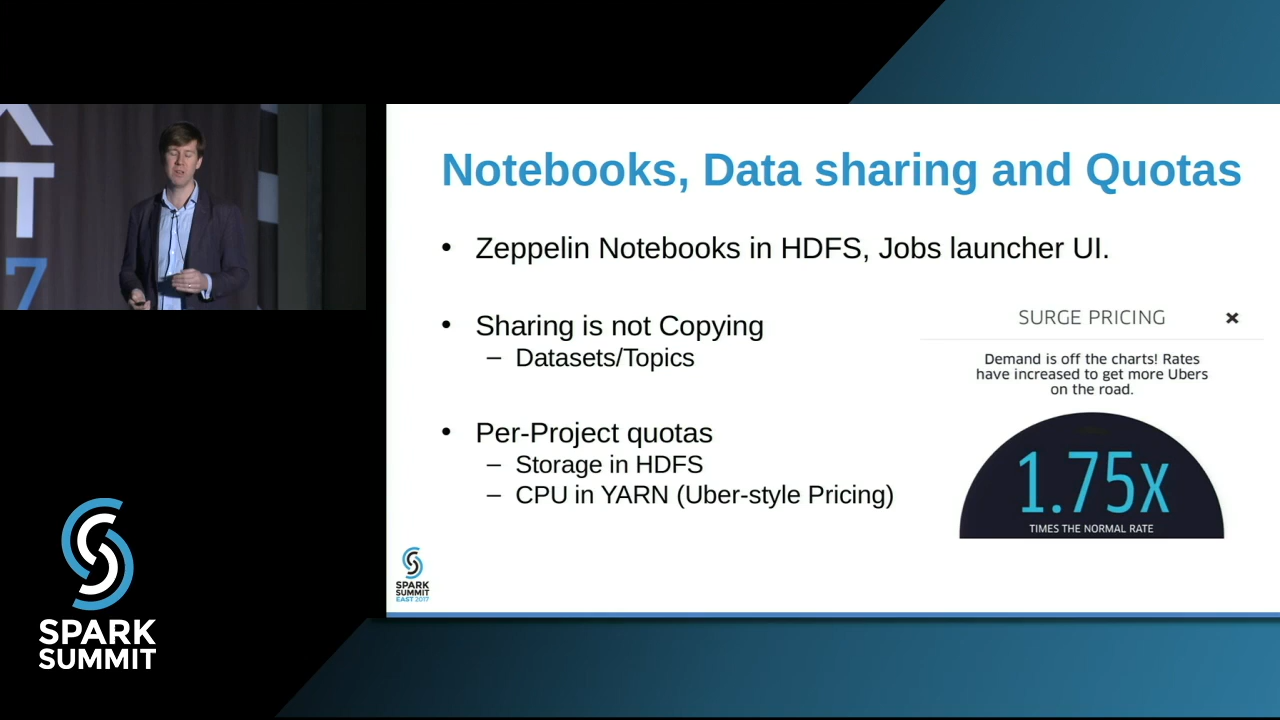 Notebooks, Data sharing and Quotas
• Zeppelin Notebooks in HDFS, Jobs launcher UI.
• Sharing is not Copying
– Datasets/Topics
• Per-Project quotas
– Storage in HDFS
– CPU in YARN (Uber-style Pricing)
SURGE PRICING
Demand is off the charts! Rates
have increased to get more Ubers
on the road.
1.75x
TIMES THE NORMAL RATE
SPARK
SUMMIT
EAST 2017
SPARK
SUMMIT
T
7